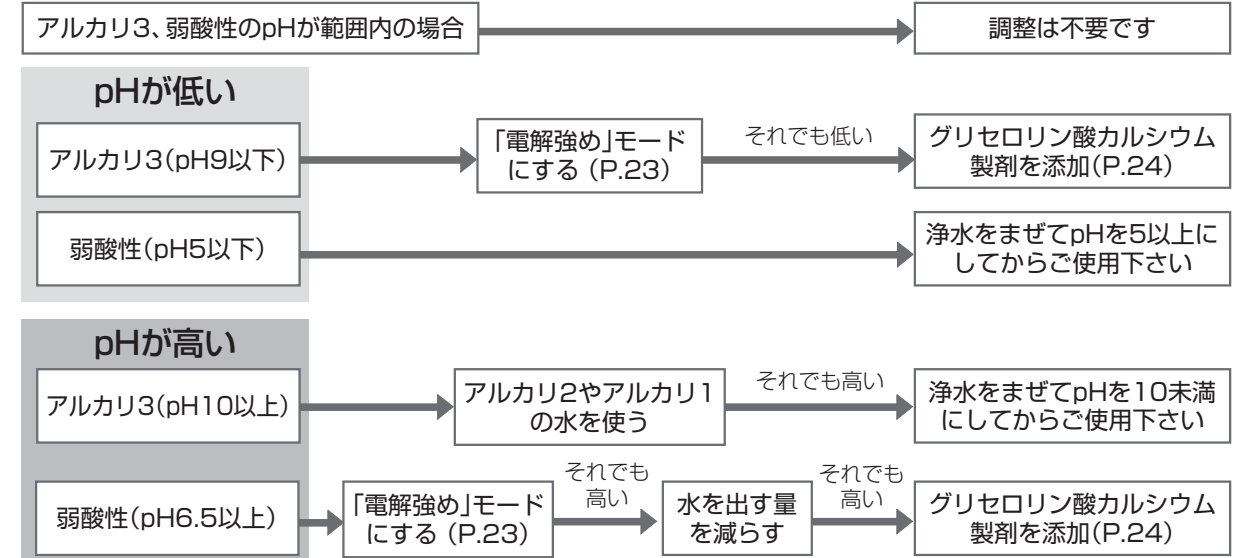 アルカリ3、弱酸性のpHが範囲内の場合
調整は不要です
pHが低い
アルカリ3(pH9以下)
「電解強め」モード
にする（P.23）
それでも低い
グリセロリン酸カルシウム
製剤を添加(P.24)
弱酸性(pH5以下)
浄水をまぜてpHを5以上に
してからご使用下さい
pHが高い
アルカリ3(pH10以上)
アルカリ2やアルカリ1
の水を使う
それでも高い
浄水をまぜてpHを10未満
にしてからご使用下さい
弱酸性(pH6.5以上)
「電解強め」モード
にする（P.23）
それでも
高い
水を出す量
を減らす
それでも
高い
グリセロリン酸カルシウム
製剤を添加(P.24)